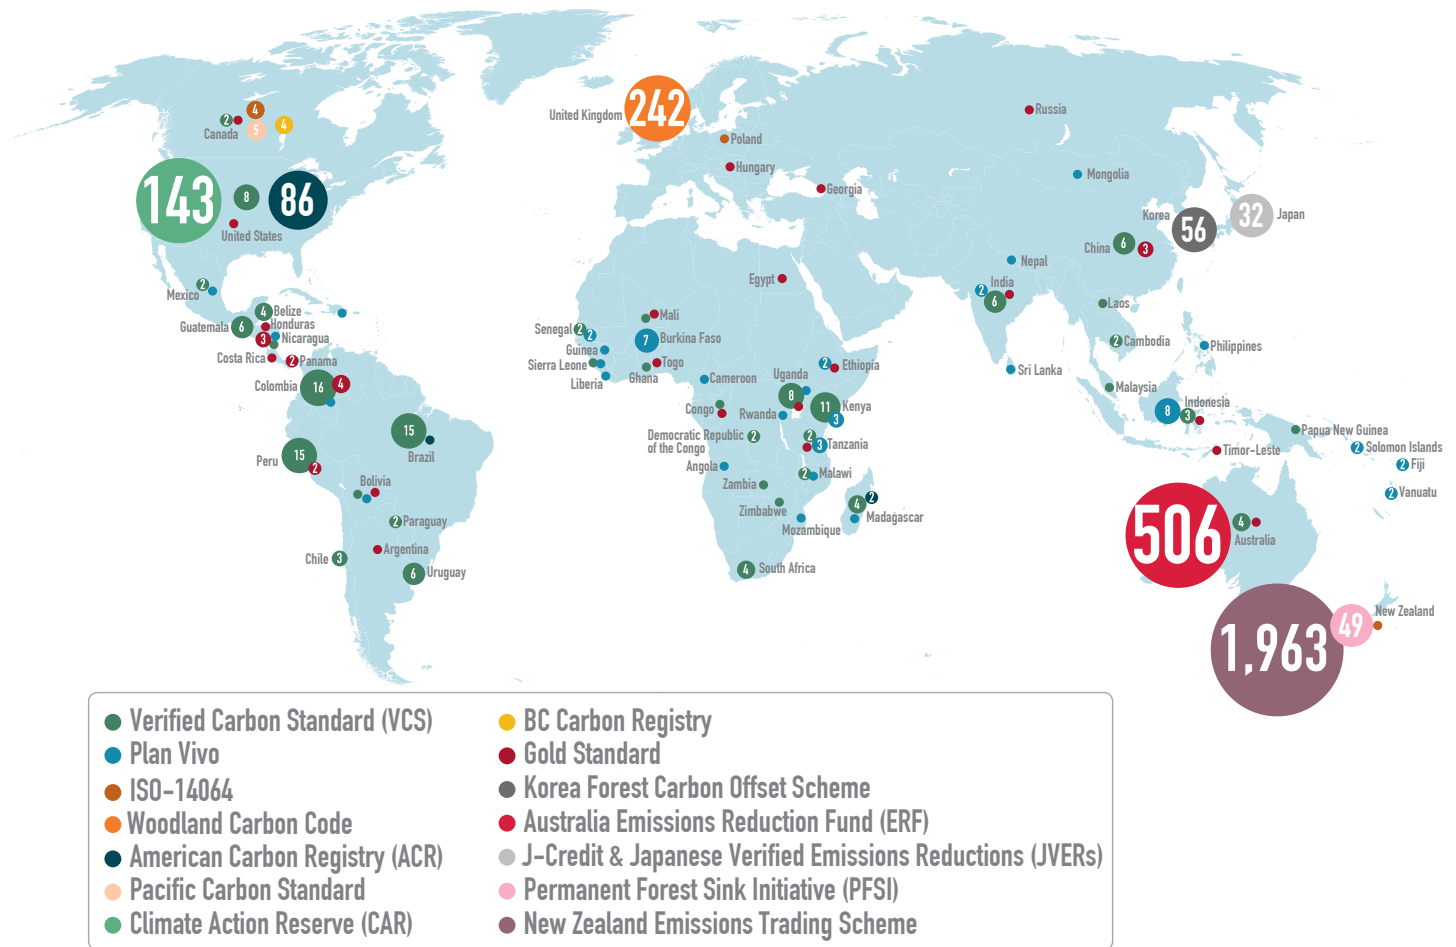 United Kingdom
242
Russia
Poland
Hungary
Georgia
Mongolia
4
2
Canada
5
4
143
8
86
United States
Korea
56
32
Japan
China
6
3
Nepal
India
2
6
Laos
2
Cambodia
Philippines
Sri Lanka
Malaysia
Egypt
2
Mexico
4
Belize
Guatemala
6
Honduras
3
Nicaragua
Costa Rica
2
Panama
Colombia
16
4
15
Brazil
Peru
15
2
Bolivia
2
Paraguay
Argentina
Chile
3
6
Uruguay
Mali
Senegal
2
2
7
Burkina Faso
Guinea
Sierra Leone
Togo
Liberia
Ghana
Cameroon
2
Ethiopia
Uganda
8
11
Kenya
3
Congo
Rwanda
Democratic Republic
of the Congo
2
2
3
Tanzania
Angola
2
Malawi
Zambia
Zimbabwe
Mozambique
4
2
Madagascar
4
South Africa
8
Indonesia
3
Timor-Leste
Papua New Guinea
2
Solomon Islands
2
Fiji
2
Vanuatu
506
4
Australia
1,963
49
New Zealand
Verified Carbon Standard (VCS)
Plan Vivo
ISO-14064
Woodland Carbon Code
American Carbon Registry (ACR)
Pacific Carbon Standard
Climate Action Reserve (CAR)
BC Carbon Registry
Gold Standard
Korea Forest Carbon Offset Scheme
Australia Emissions Reduction Fund (ERF)
J-Credit & Japanese Verified Emissions Reductions (JVERs)
Permanent Forest Sink Initiative (PFSI)
New Zealand Emissions Trading Scheme